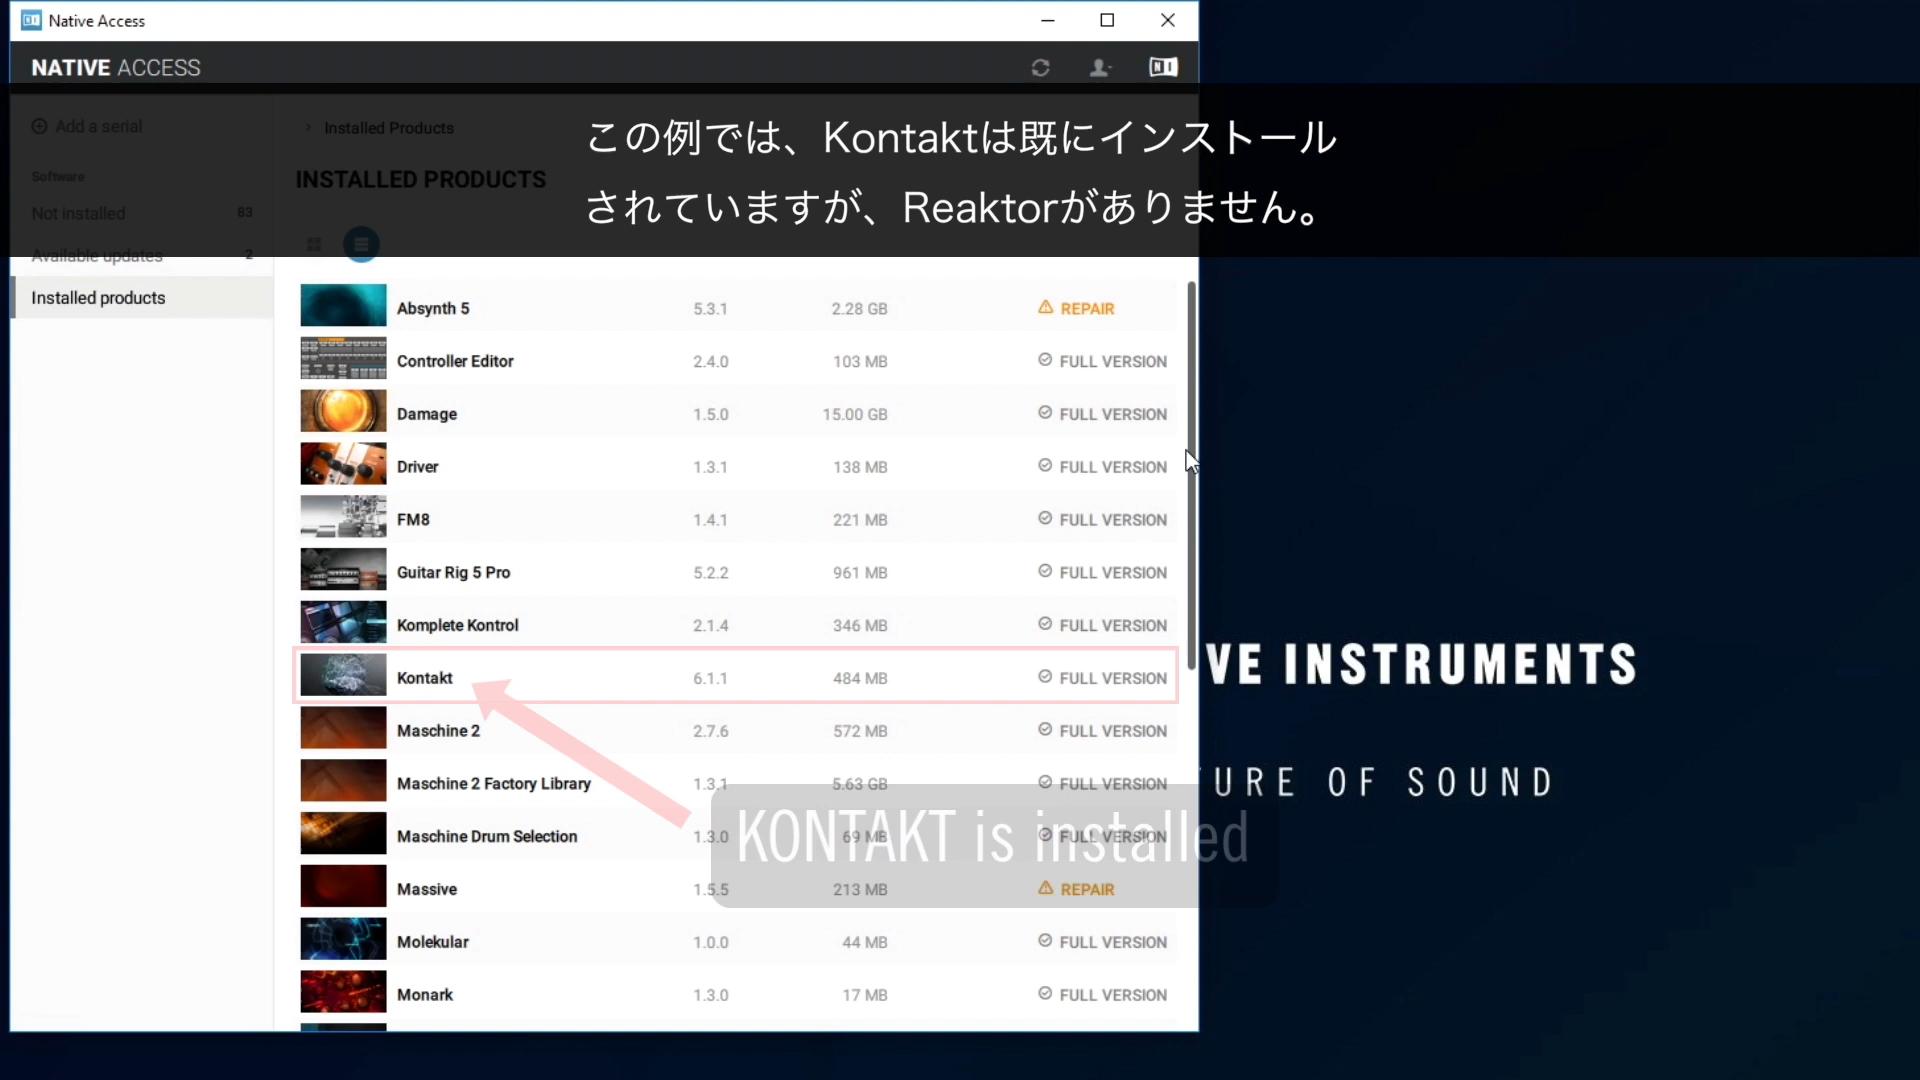 Native Access
NATIVE ACCESS
Add a serial
Installed Products
この例では、Kontaktは既にインストール
されていますが、Reaktorがありません。
Software
INSTALLED PRODUCTS
Not installed 83
Available updates 2
Installed products
Absynth 5 5.3.1 2.28 GB REPAIR
Controller Editor 2.4.0 103 MB FULL VERSION
Damage 1.5.0 15.00 GB FULL VERSION
Driver 1.3.1 138 MB FULL VERSION
FM8 1.4.1 221 MB FULL VERSION
Guitar Rig 5 Pro 5.2.2 961 MB FULL VERSION
Komplete Kontrol 2.1.4 346 MB FULL VERSION
Kontakt 6.1.1 484 MB FULL VERSION
Maschine 2 2.7.6 572 MB FULL VERSION
Maschine 2 Factory Library 1.3.1 5.63 GB FULL VERSION
Maschine Drum Selection 1.3.0 69 MB FULL VERSION
KONTAKT is installed
Massive 1.5.5 213 MB REPAIR
Molekular 1.0.0 44 MB FULL VERSION
Monark 1.3.0 17 MB FULL VERSION
VE INSTRUMENTS
URE OF SOUND